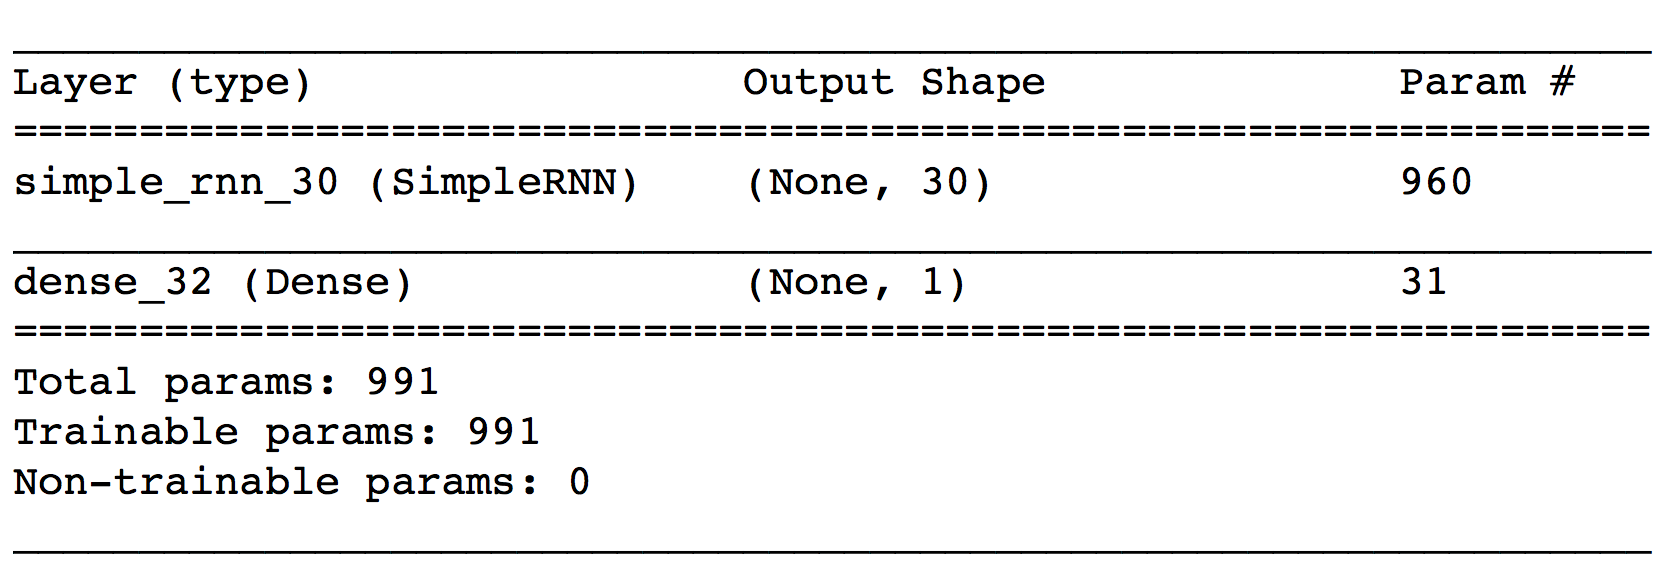 _________________________________________________________________
Layer (type)                 Output Shape              Param #
=================================================================
simple_rnn_30 (SimpleRNN)    (None, 30)                960
_________________________________________________________________
dense_32 (Dense)             (None, 1)                 31
=================================================================
Total params: 991
Trainable params: 991
Non-trainable params: 0
_________________________________________________________________